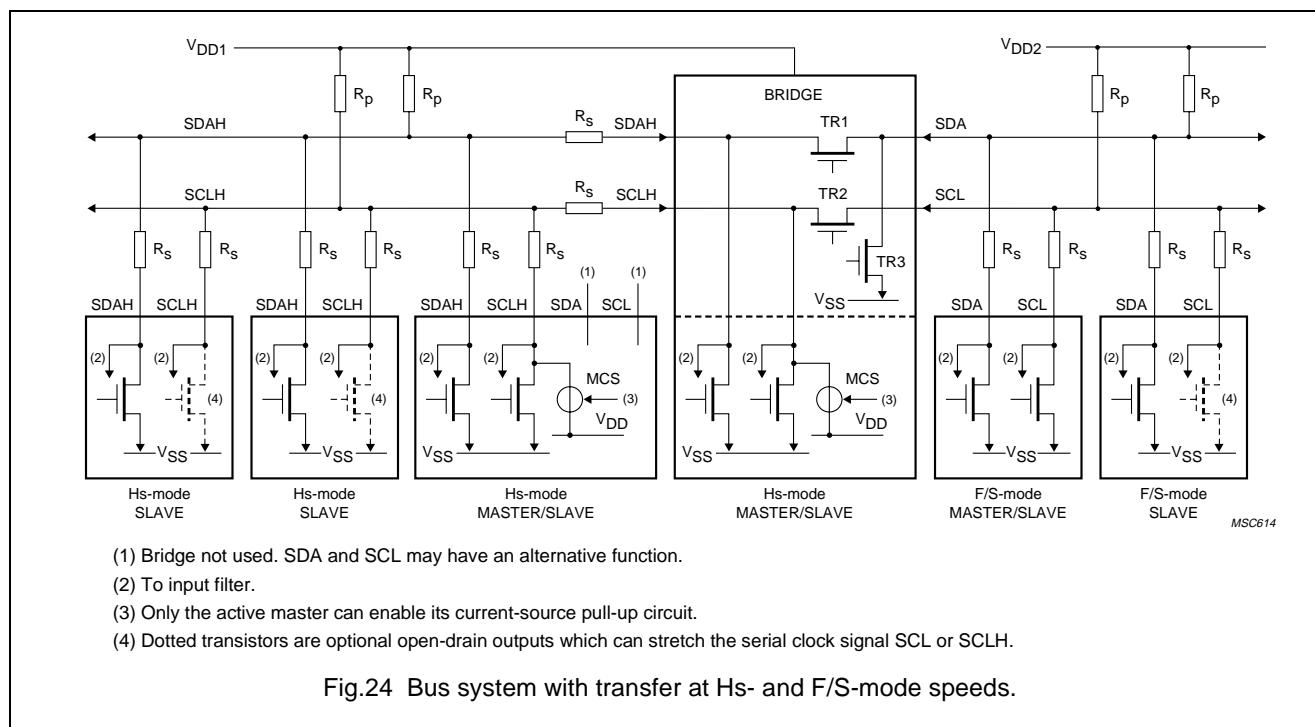 VDD1
VDD2
BRIDGE
Rp Rp Rp Rp
SDAH Rs SDAH TR1 SDA
SCLH Rs SCLH TR2 SCL
Rs Rs Rs Rs Rs Rs TR3 Rs Rs Rs Rs
(1) (1)
VSS
SDAH SCLH SDAH SCLH SDAH SCLH SDA SCL SDA SCL SDA SCL
(2) (2) (2) (2) (2) (2) (2) (2) (2) (2) (2) (2)
(4) (4) MCS (3) MCS (3) (4)
VDD VDD
VSS VSS VSS VSS VSS VSS
Hs-mode SLAVE
Hs-mode SLAVE
Hs-mode MASTER/SLAVE
Hs-mode MASTER/SLAVE
F/S-mode MASTER/SLAVE
F/S-mode SLAVE
MSC614
(1) Bridge not used. SDA and SCL may have an alternative function.
(2) To input filter.
(3) Only the active master can enable its current-source pull-up circuit.
(4) Dotted transistors are optional open-drain outputs which can stretch the serial clock signal SCL or SCLH.
Fig.24 Bus system with transfer at Hs- and F/S-mode speeds.